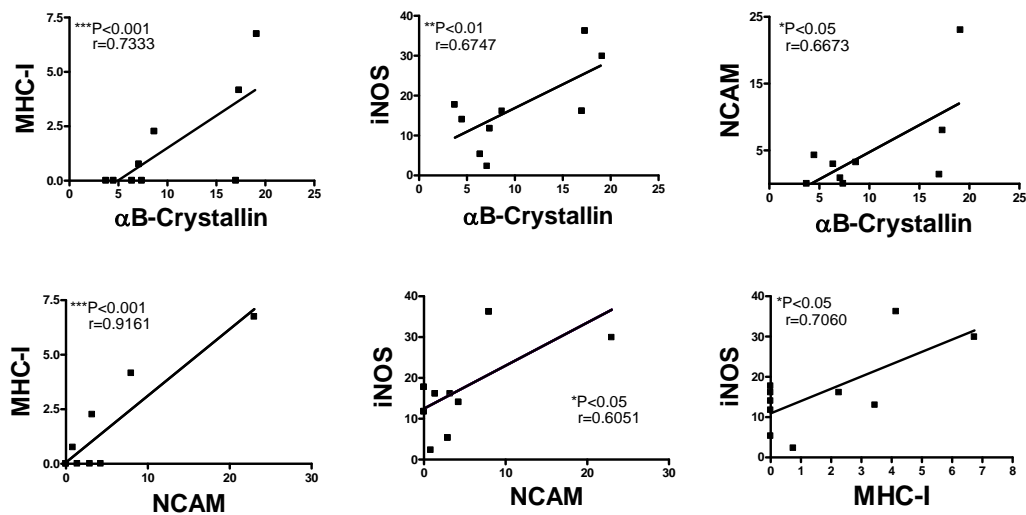 ***P<0.001
r=0.7333
7.5
5.0
2.5
0.0
MHC-I
0 5 10 15 20 25
αB-Crystallin
**P<0.01
r=0.6747
40
30
20
10
0
iNOS
0 5 10 15 20 25
αB-Crystallin
*P<0.05
r=0.6673
25
15
5
NCAM
0 5 10 15 20 25
αB-Crystallin
***P<0.001
r=0.9161
7.5
5.0
2.5
0.0
MHC-I
0 10 20 30
NCAM
40
30
20
10
0
iNOS
*P<0.05
r=0.6051
0 10 20 30
NCAM
*P<0.05
r=0.7060
40
30
20
10
0
iNOS
0 1 2 3 4 5 6 7 8
MHC-I